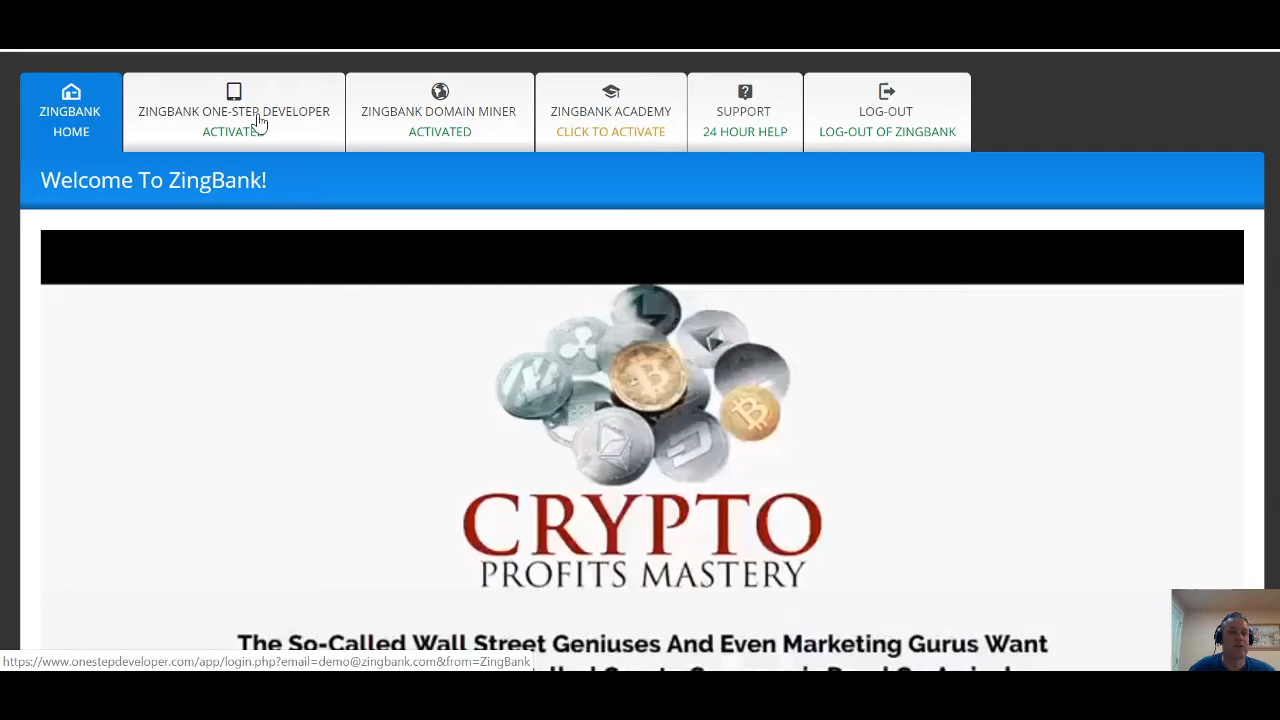 ZINGBANK HOME
ZINGBANK ONE-STEP DEVELOPER
ACTIVATED
ZINGBANK DOMAIN MINER
ACTIVATED
ZINGBANK ACADEMY
CLICK TO ACTIVATE
SUPPORT
24 HOUR HELP
LOG-OUT
LOG-OUT OF ZINGBANK
Welcome To ZingBank!
CRYPTO
PROFITS MASTERY
The So-Called Wall Street Geniuses And Even Marketing Gurus Want
https://www.onestepdeveloper.com/app/login.php?email=demo@zingbank.com&from=ZingBank